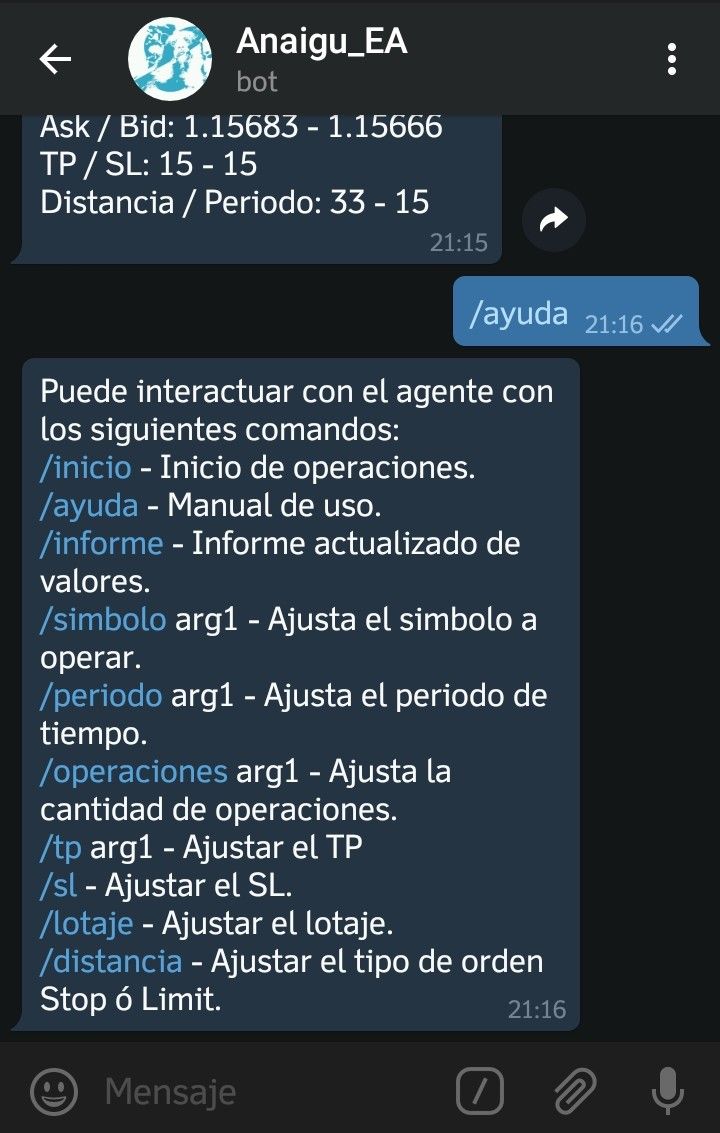 Anaigu_EA
bot
Ask / Bid: 1.15683 - 1.15666
TP / SL: 15 - 15
Distancia / Periodo: 33 - 15
21:15
/ayuda 21:16
Puede interactuar con el agente con
los siguientes comandos:
/inicio - Inicio de operaciones.
/ayuda - Manual de uso.
/informe - Informe actualizado de
valores.
/simbolo arg1 - Ajusta el simbolo a
operar.
/periodo arg1 - Ajusta el periodo de
tiempo.
/operaciones arg1 - Ajusta la
cantidad de operaciones.
/tp arg1 - Ajustar el TP
/sl - Ajustar el SL.
/lotaje - Ajustar el lotaje.
/distancia - Ajustar el tipo de orden
Stop ó Limit.
21:16
Mensaje